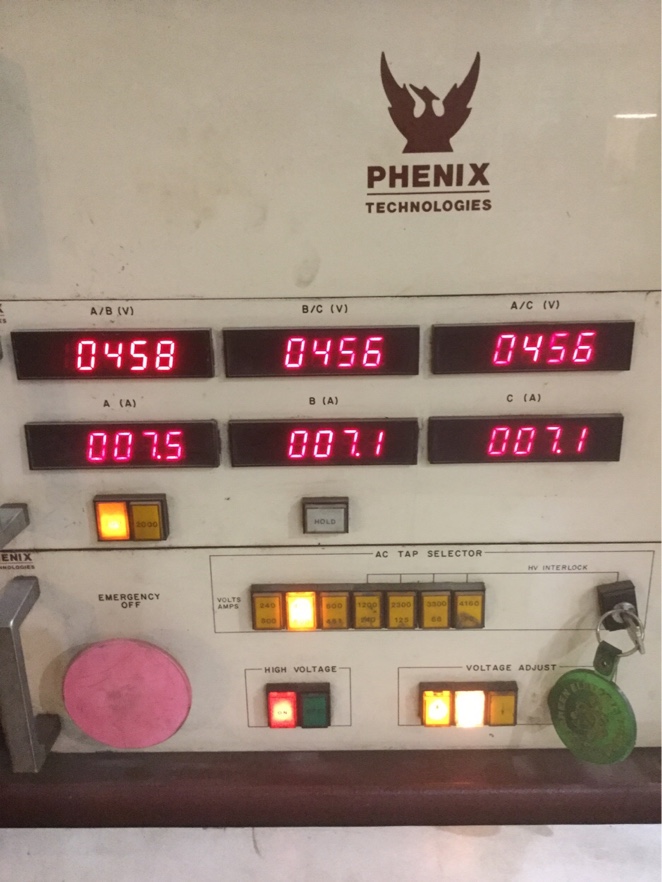 PHENIX
TECHNOLOGIES
A/B (V)
B/C (V)
A/C (V)
0458
0456
0456
A (A)
B (A)
C (A)
007.5
007.1
007.1
HOLD
ENIX
AC TAP SELECTOR
HV INTERLOCK
EMERGENCY
OFF
VOLTS
AMPS
240
600
1200
2300
4160
HIGH VOLTAGE
VOLTAGE ADJUST